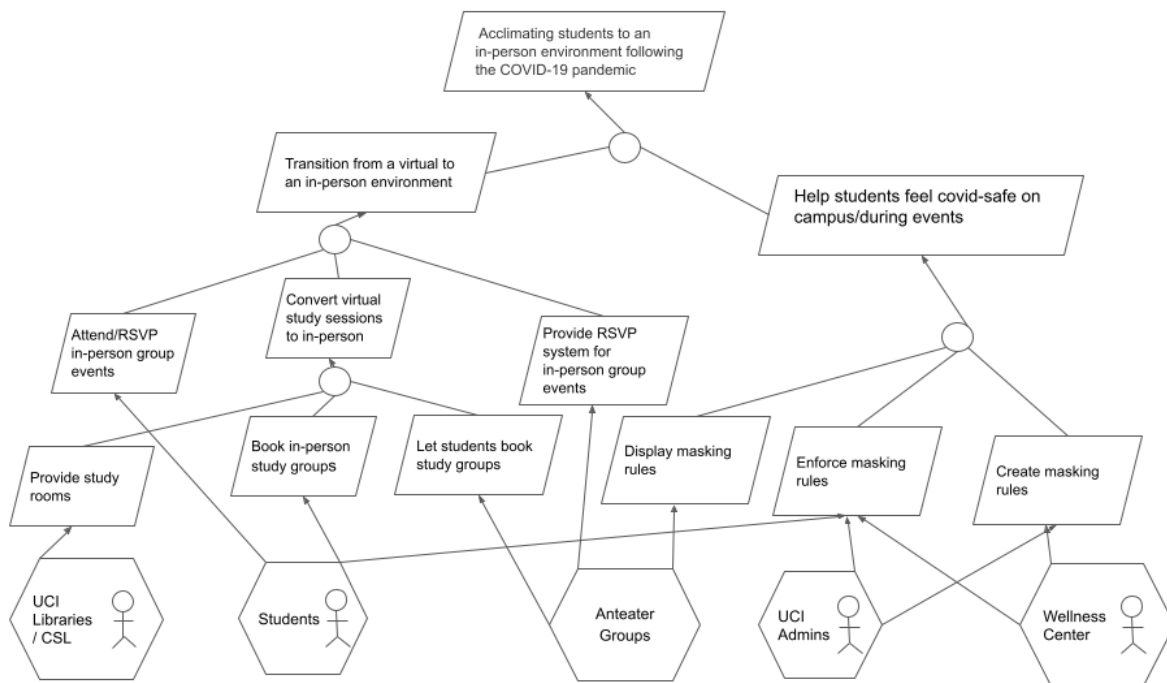 Acclimating students to an
in-person environment following
the COVID-19 pandemic
Transition from a virtual to
an in-person environment
Help students feel covid-safe on
campus/during events
Attend/RSVP
in-person group
events
Convert virtual
study sessions
to in-person
Provide RSVP
system for
in-person group
events
Provide study
rooms
Book in-person
study groups
Let students book
study groups
Display masking
rules
Enforce masking
rules
Create masking
rules
UCI
Libraries
/ CSL
Students
Anteater
Groups
UCI
Admins
Wellness
Center